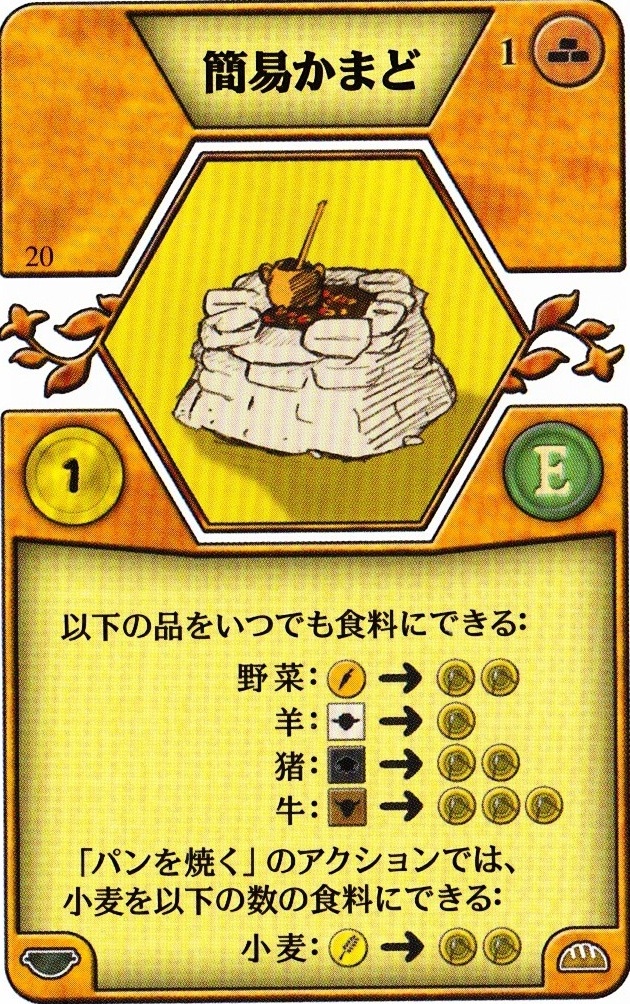 簡易かまど
1
20
1
E
以下の品をいつでも食料にできる:
野菜:
羊:
猪:
牛:
「パンを焼く」のアクションでは、
小麦を以下の数の食料にできる:
小麦: